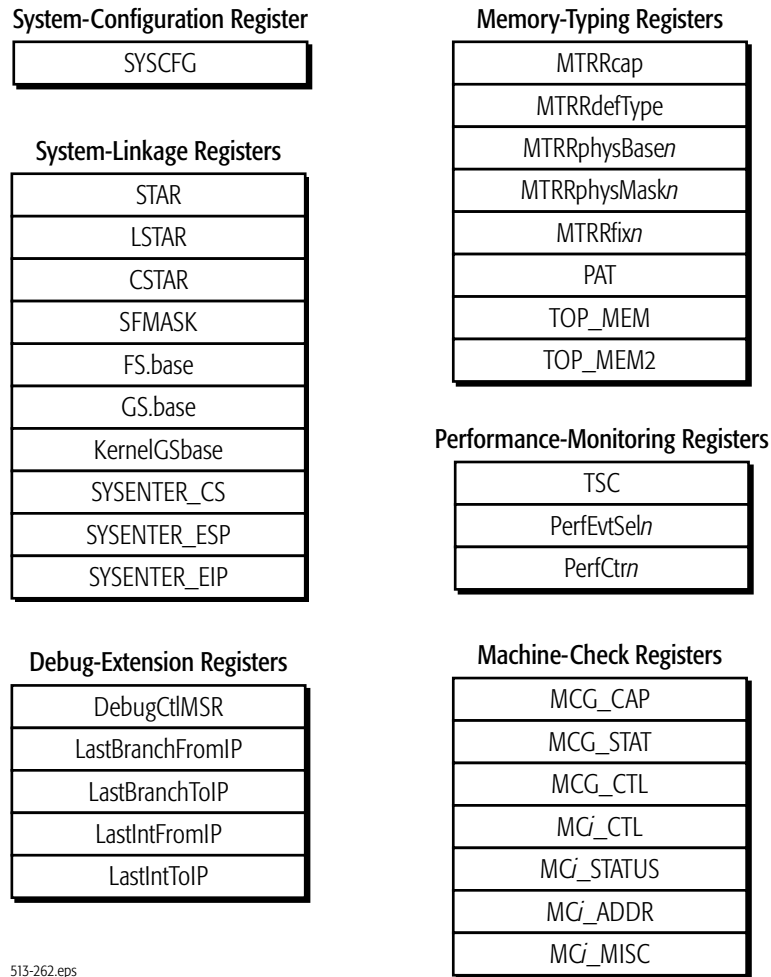 System-Configuration Register
SYSCFG
System-Linkage Registers
STAR
LSTAR
CSTAR
SFMASK
FS.base
GS.base
KernelGSbase
SYSENTER_CS
SYSENTER_ESP
SYSENTER_EIP
Debug-Extension Registers
DebugCtlMSR
LastBranchFromIP
LastBranchToIP
LastIntFromIP
LastIntToIP
513-262.eps
Memory-Typing Registers
MTRRcap
MTRRdefType
MTRRphysBasen
MTRRphysMaskn
MTRRfixn
PAT
TOP_MEM
TOP_MEM2
Performance-Monitoring Registers
TSC
PerfEvtSeln
PerfCtrn
Machine-Check Registers
MCG_CAP
MCG_STAT
MCG_CTL
MCi_CTL
MCi_STATUS
MCi_ADDR
MCi_MISC